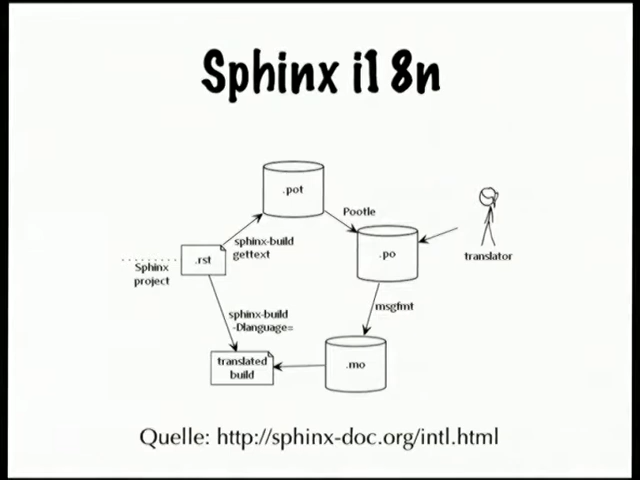 Sphinx i18n
.pot
Pootle
sphinx-build
gettext
.rst
Sphinx
project
.po
translator
msgfmt
sphinx-build
-Dlanguage=
translated
build
.mo
Quelle: http://sphinx-doc.org/intl.html